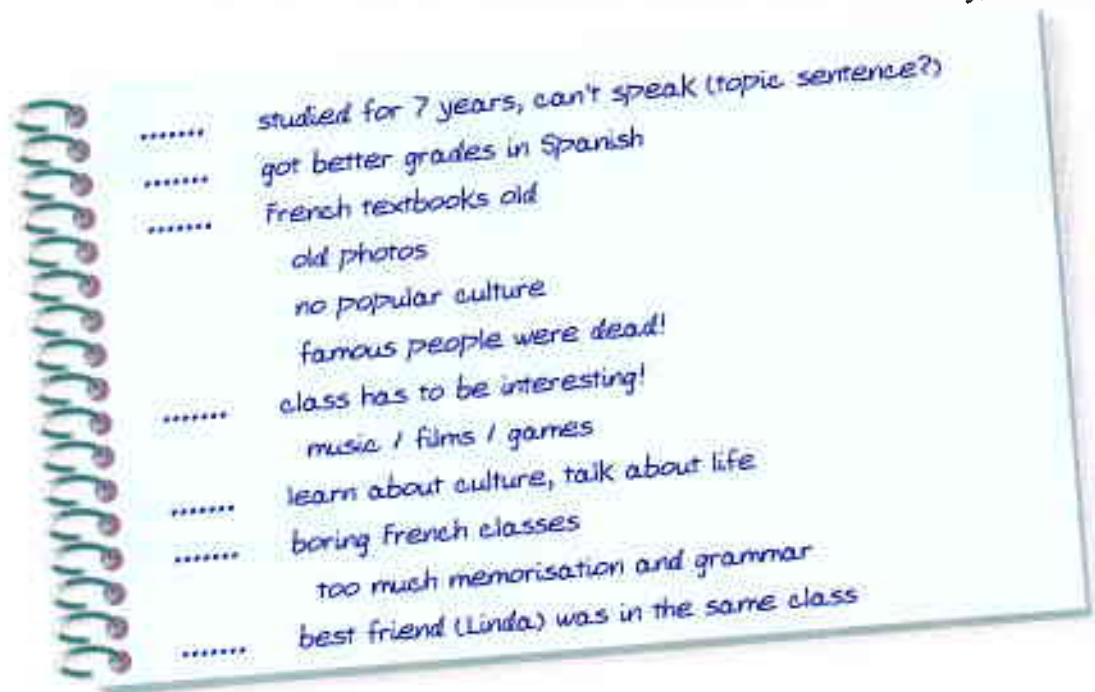 ....... studied for 7 years, can't speak (topic sentence?)
....... got better grades in Spanish
....... French textbooks old
old photos
no popular culture
famous people were dead!
....... class has to be interesting!
music / films / games
....... learn about culture, talk about life
....... boring French classes
too much memorisation and grammar
....... best friend (Linda) was in the same class